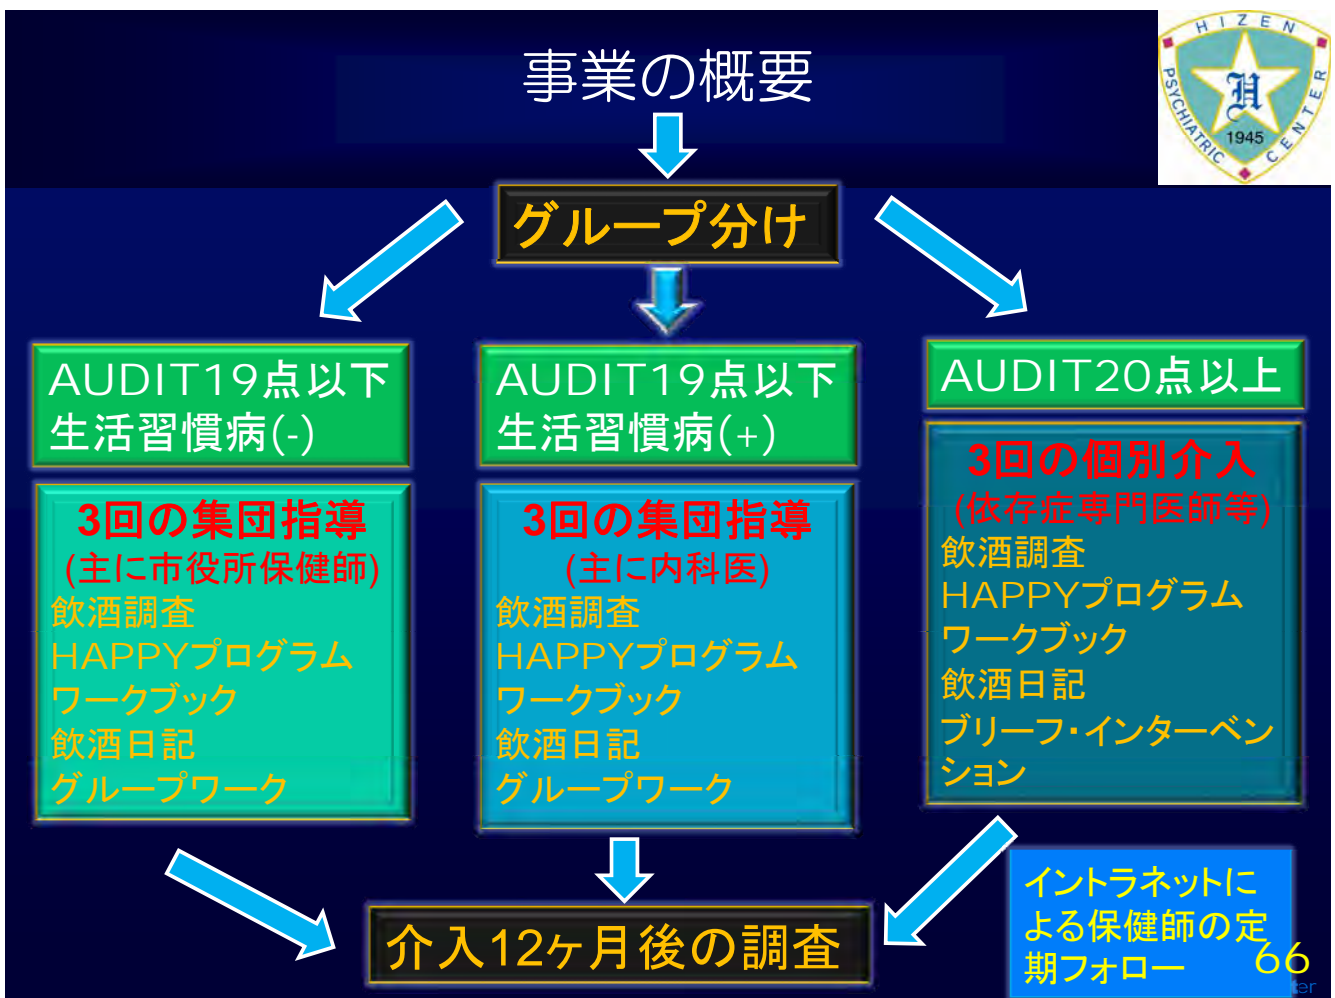 事業の概要
HIZEN
PSYCHIATRIC
CENTER
H
1945
グループ分け
AUDIT19点以下
生活習慣病(-)
3回の集団指導
(主に市役所保健師)
飲酒調査
HAPPYプログラム
ワークブック
飲酒日記
グループワーク
AUDIT19点以下
生活習慣病(+)
3回の集団指導
(主に内科医)
飲酒調査
HAPPYプログラム
ワークブック
飲酒日記
グループワーク
AUDIT20点以上
3回の個別介入
(依存症専門医師等)
飲酒調査
HAPPYプログラム
ワークブック
飲酒日記
ブリーフ・インターベン
ション
介入12ヶ月後の調査
イントラネットに
よる保健師の定
期フォロー
66